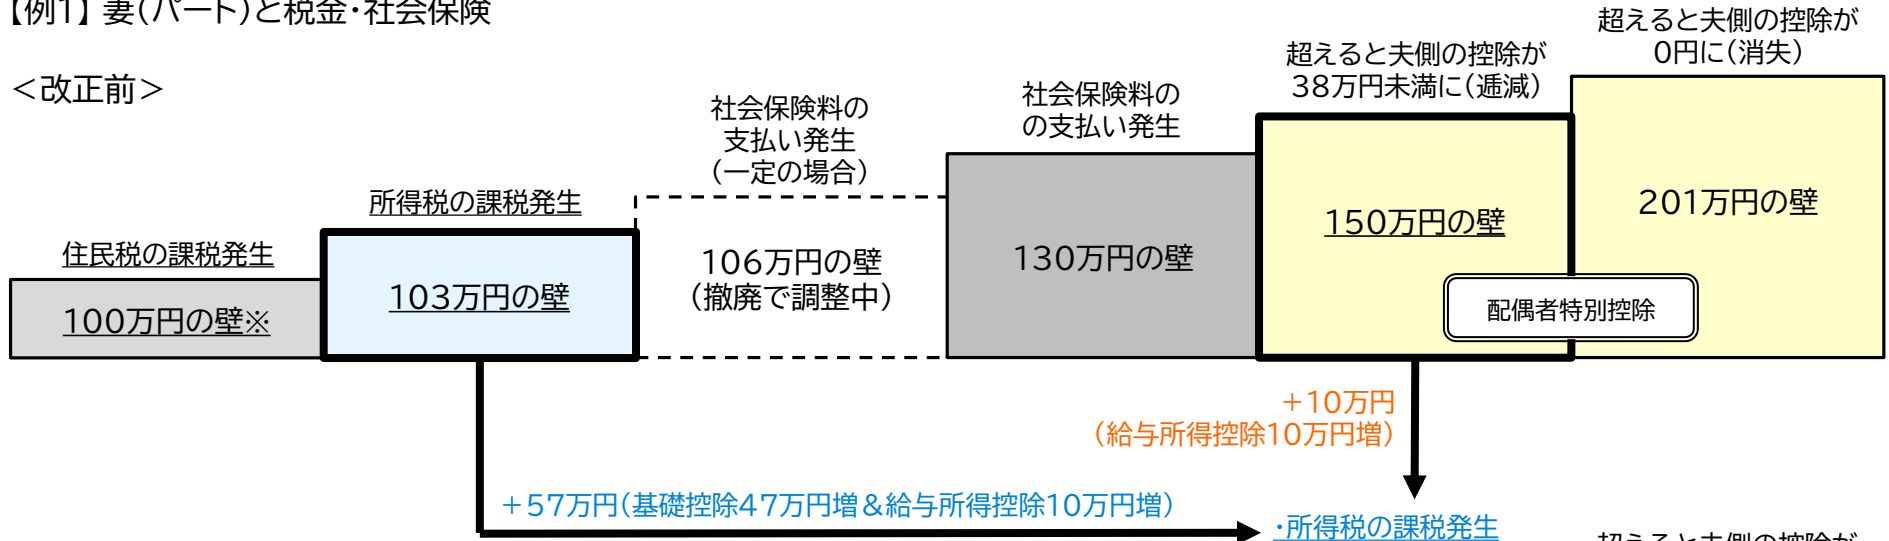 【例1】妻(パート)と税金・社会保険
<改正前>
住民税の課税発生
100万円の壁※
所得税の課税発生
103万円の壁
社会保険料の
支払い発生
(一定の場合)
106万円の壁
(撤廃で調整中)
社会保険料の
の支払い発生
130万円の壁
超えると夫側の控除が
38万円未満に(逓減)
150万円の壁
超えると夫側の控除が
0円に(消失)
201万円の壁
配偶者特別控除
+10万円
(給与所得控除10万円増)
+57万円(基礎控除47万円増&給与所得控除10万円増)
・所得税の課税発生
超えると夫側の控除が